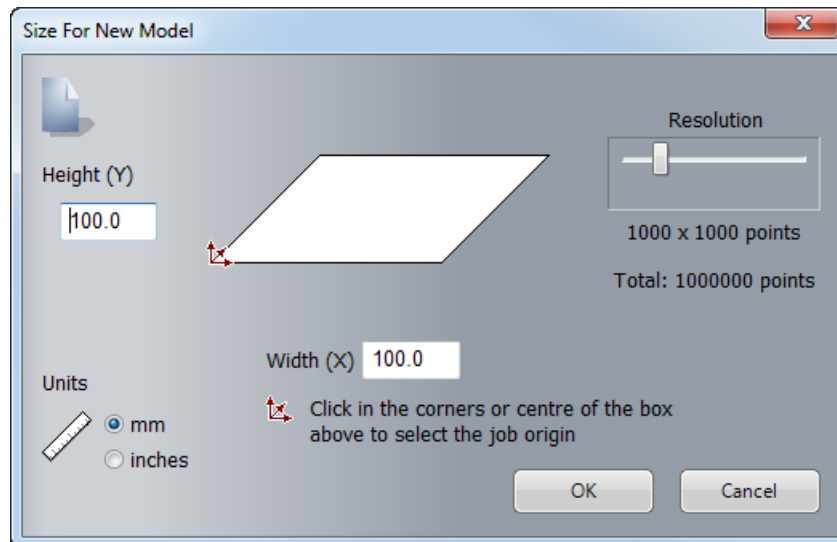 Size For New Model
Resolution
Height (Y)
100.0
1000 x 1000 points
Total: 1000000 points
Width (X) 100.0
Units
mm
inches
Click in the corners or centre of the box
above to select the job origin
OK
Cancel